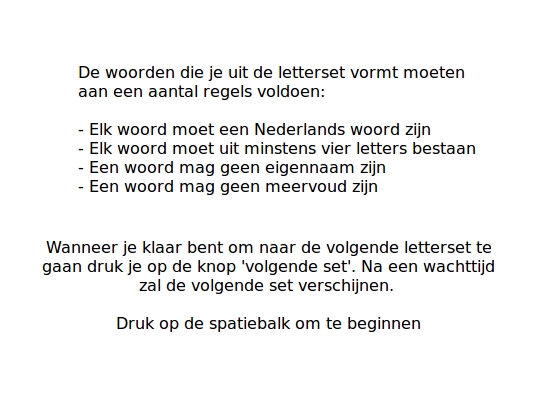 De woorden die je uit de letterset vormt moeten
aan een aantal regels voldoen:
- Elk woord moet een Nederlands woord zijn
- Elk woord moet uit minstens vier letters bestaan
- Een woord mag geen eigennaam zijn
- Een woord mag geen meervoud zijn
Wanneer je klaar bent om naar de volgende letterset te
gaan druk je op de knop 'volgende set'. Na een wachttijd
zal de volgende set verschijnen.
Druk op de spatiebalk om te beginnen